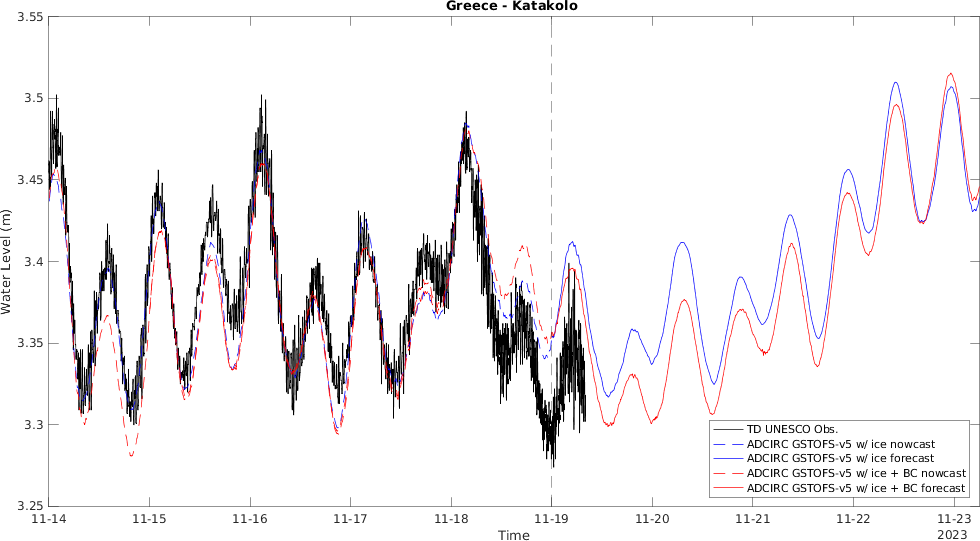 Greece - Katakolo
3.55
3.5
3.45
3.4
3.35
3.3
3.25
Water Level (m)
11-14
11-15
11-16
11-17
11-18
11-19
11-20
11-21
11-22
11-23
2023
Time
TD UNESCO Obs.
ADCIRC GSTOFS-v5 w/ ice nowcast
ADCIRC GSTOFS-v5 w/ ice forecast
ADCIRC GSTOFS-v5 w/ ice + BC nowcast
ADCIRC GSTOFS-v5 w/ ice + BC forecast